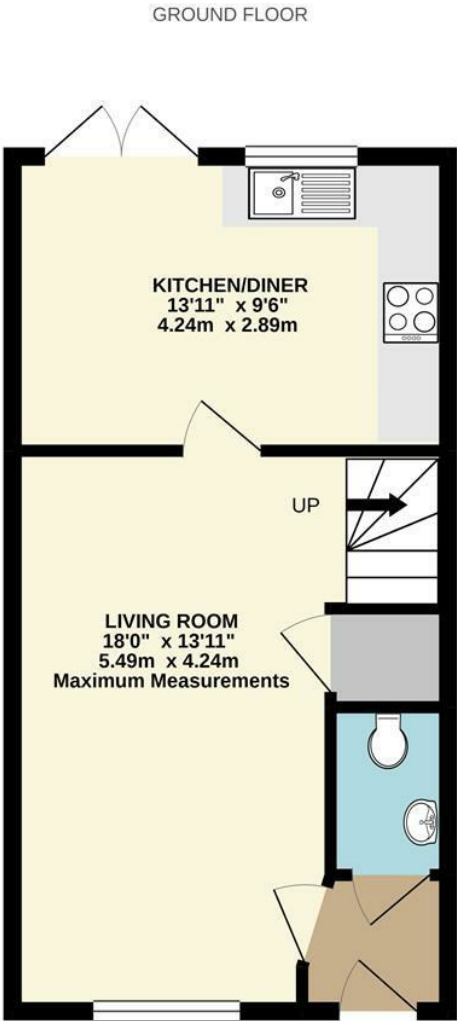 GROUND FLOOR
KITCHEN/DINER
13'11" x 9'6"
4.24m x 2.89m
UP
LIVING ROOM
18'0" x 13'11"
5.49m x 4.24m
Maximum Measurements